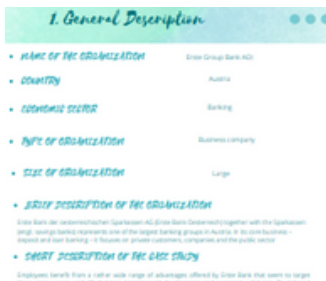 1. General Description
NAME OF THE ORGANIZATION
Erste Group Bank AG
COUNTRY
Austria
ECONOMIC SECTOR
Banking
TYPE OF ORGANIZATION
Business company
SIZE OF ORGANIZATION
Large
BRIEF DESCRIPTION OF THE ORGANIZATION
Erste Bank der oesterreichischen Sparkassen AG (Erste Bank Oesterreich) together with the Sparkassen
(engl. savings banks) represents one of the largest banking groups in Austria. In its core business –
deposit and loan banking – it focuses on private customers, companies and the public sector
SHORT DESCRIPTION OF THE CASE STUDY
Employees benefit from a rather wide range of advantages offered by Erste Bank that seem to target